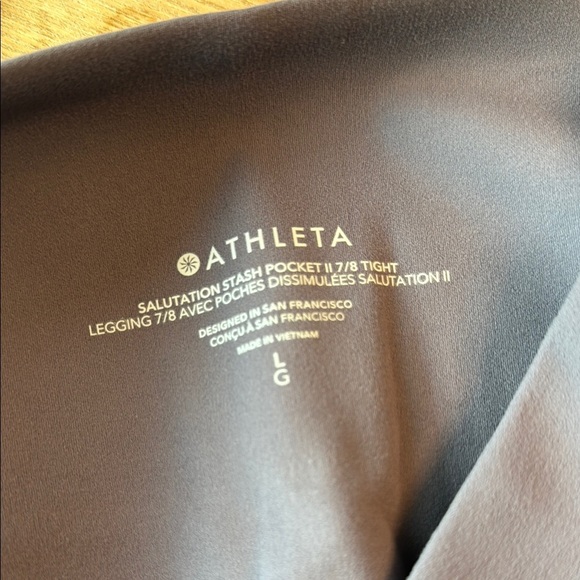 ATHLETA
SALUTATION STASH POCKET II 7/8 TIGHT
LEGGING 7/8 AVEC POCHES DISSIMULÉES SALUTATION II
DESIGNED IN SAN FRANCISCO
CONÇU À SAN FRANCISCO
MADE IN VIETNAM
L
G